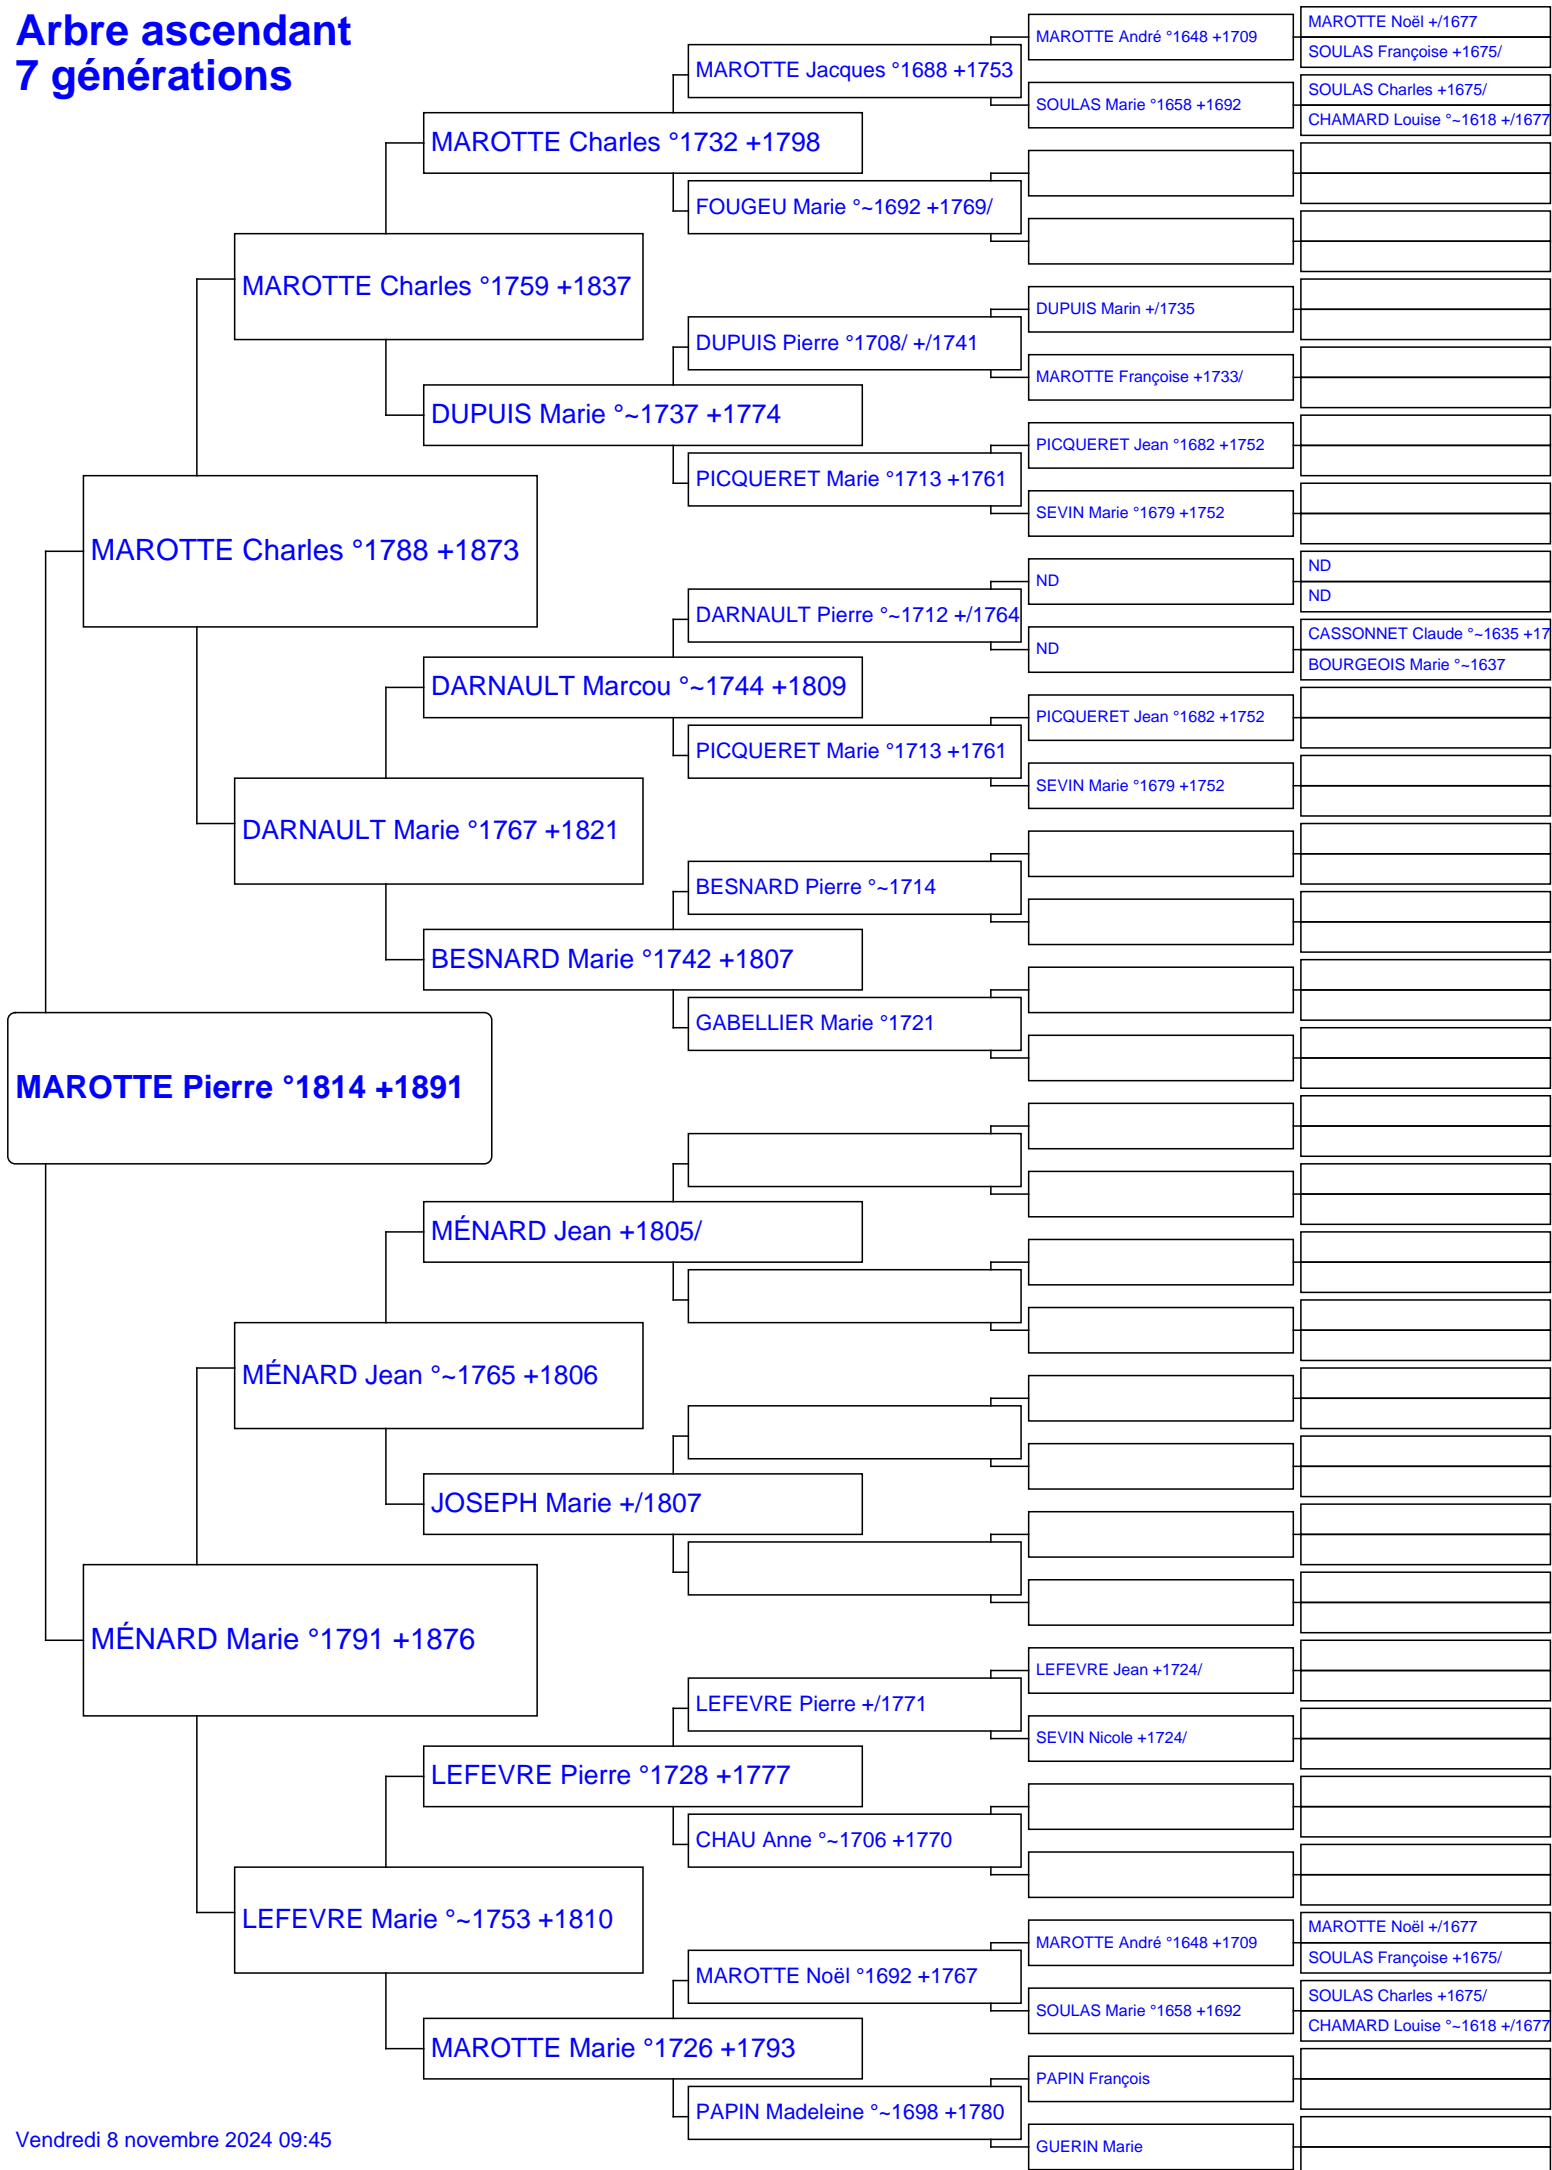 Arbre ascendant
7 générations
MAROTTE Pierre °1814 +1891
MAROTTE Charles °1788 +1873
MÉNARD Marie °1791 +1876
MAROTTE Charles °1759 +1837
DARNAULT Marie °1767 +1821
MÉNARD Jean °~1765 +1806
LEFEVRE Marie °~1753 +1810
MAROTTE Charles °1732 +1798
DUPUIS Marie °~1737 +1774
DARNAULT Marcou °~1744 +1809
BESNARD Marie °1742 +1807
MÉNARD Jean +1805/
JOSEPH Marie +/1807
LEFEVRE Pierre °1728 +1777
MAROTTE Marie °1726 +1793
MAROTTE Jacques °1688 +1753
FOUGEU Marie °~1692 +1769/
DUPUIS Pierre °1708/ +/1741
PICQUERET Marie °1713 +1761
DARNAULT Pierre °~1712 +/1764
PICQUERET Marie °1713 +1761
BESNARD Pierre °~1714
GABELLIER Marie °1721
LEFEVRE Pierre +/1771
CHAU Anne °~1706 +1770
MAROTTE Noël °1692 +1767
PAPIN Madeleine °~1698 +1780
MAROTTE André °1648 +1709
SOULAS Marie °1658 +1692
DUPUIS Marin +/1735
MAROTTE Françoise +1733/
PICQUERET Jean °1682 +1752
SEVIN Marie °1679 +1752
ND
ND
PICQUERET Jean °1682 +1752
SEVIN Marie °1679 +1752
LEFEVRE Jean +1724/
SEVIN Nicole +1724/
MAROTTE André °1648 +1709
SOULAS Marie °1658 +1692
PAPIN François
GUERIN Marie
MAROTTE Noël +/1677
SOULAS Françoise +1675/
SOULAS Charles +1675/
CHAMARD Louise °~1618 +/1677
ND
ND
CASSONNET Claude °~1635 +17
BOURGEOIS Marie °~1637
MAROTTE Noël +/1677
SOULAS Françoise +1675/
SOULAS Charles +1675/
CHAMARD Louise °~1618 +/1677
Vendredi 8 novembre 2024 09:45